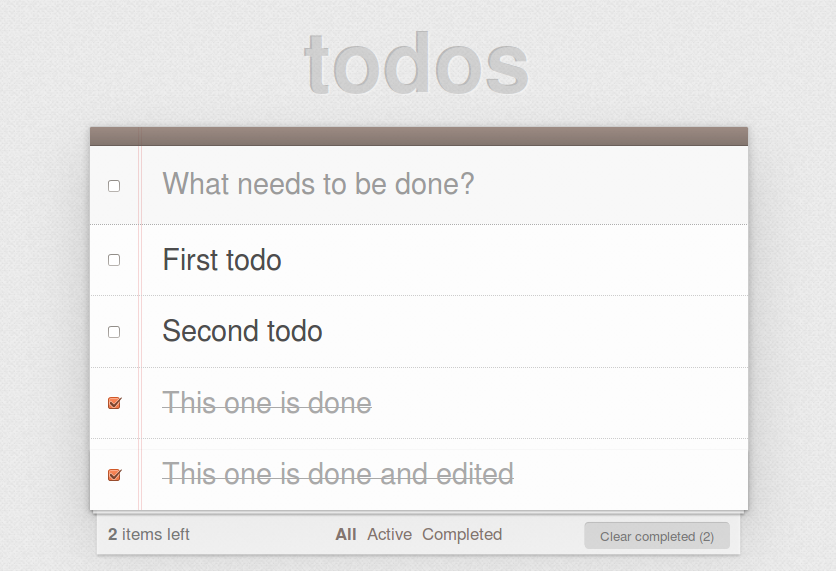 todos
What needs to be done?
First todo
Second todo
This one is done
This one is done and edited
2 items left All Active Completed Clear completed (2)